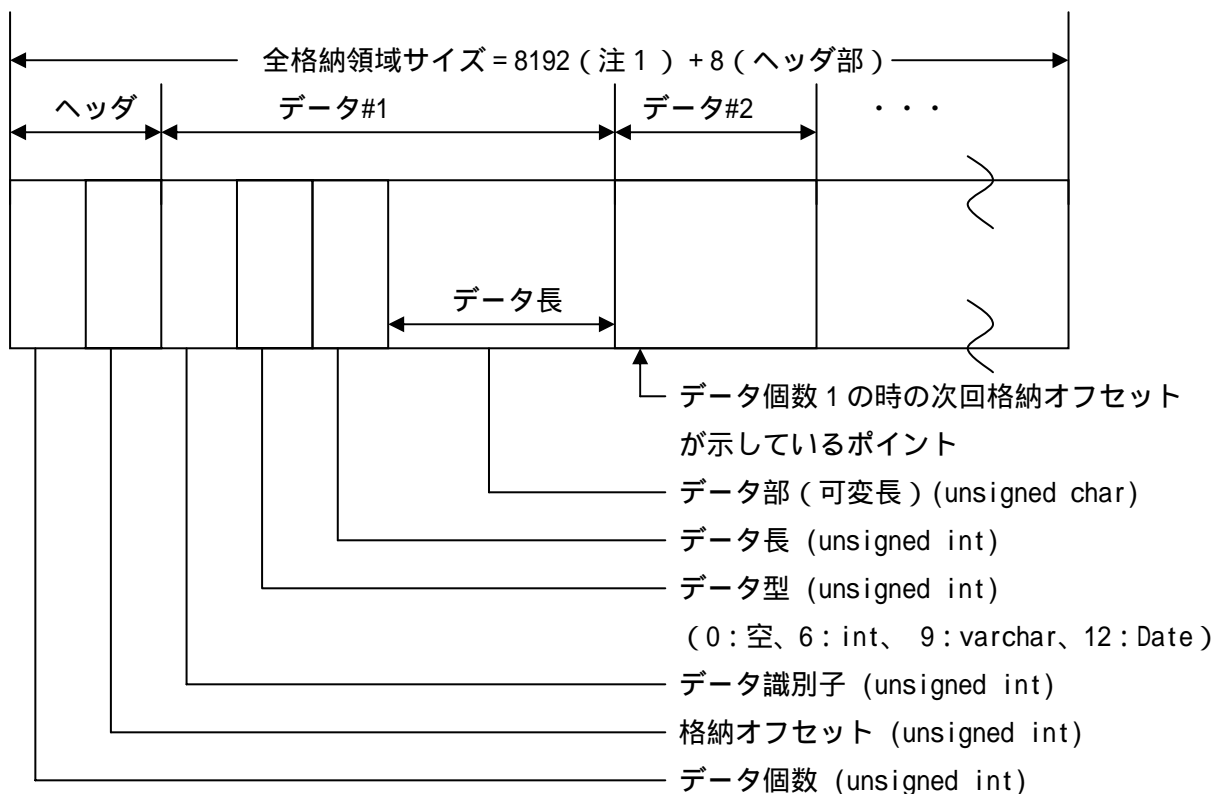 全格納領域サイズ=8192(注1)+8(ヘッダ部)
ヘッダ
データ#1
データ#2
・・・
データ長
データ個数1の時の次回格納オフセット
が示しているポイント
データ部(可変長)(unsigned char)
データ長 (unsigned int)
データ型 (unsigned int)
(0:空、6:int、 9:varchar、12:Date)
データ識別子 (unsigned int)
格納オフセット (unsigned int)
データ個数 (unsigned int)